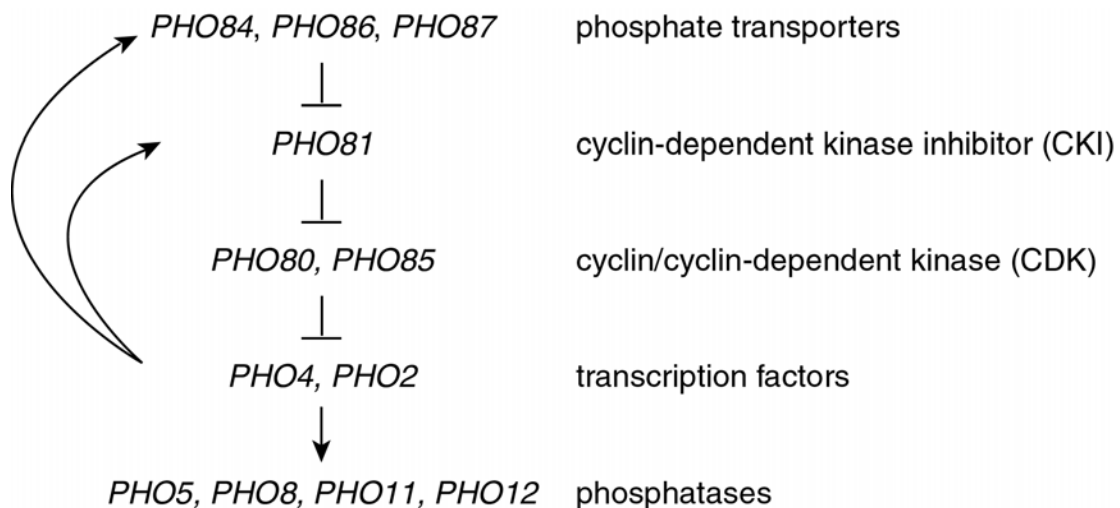 PHO84, PHO86, PHO87 phosphate transporters
PHO81 cyclin-dependent kinase inhibitor (CKI)
PHO80, PHO85 cyclin/cyclin-dependent kinase (CDK)
PHO4, PHO2 transcription factors
PHO5, PHO8, PHO11, PHO12 phosphatases